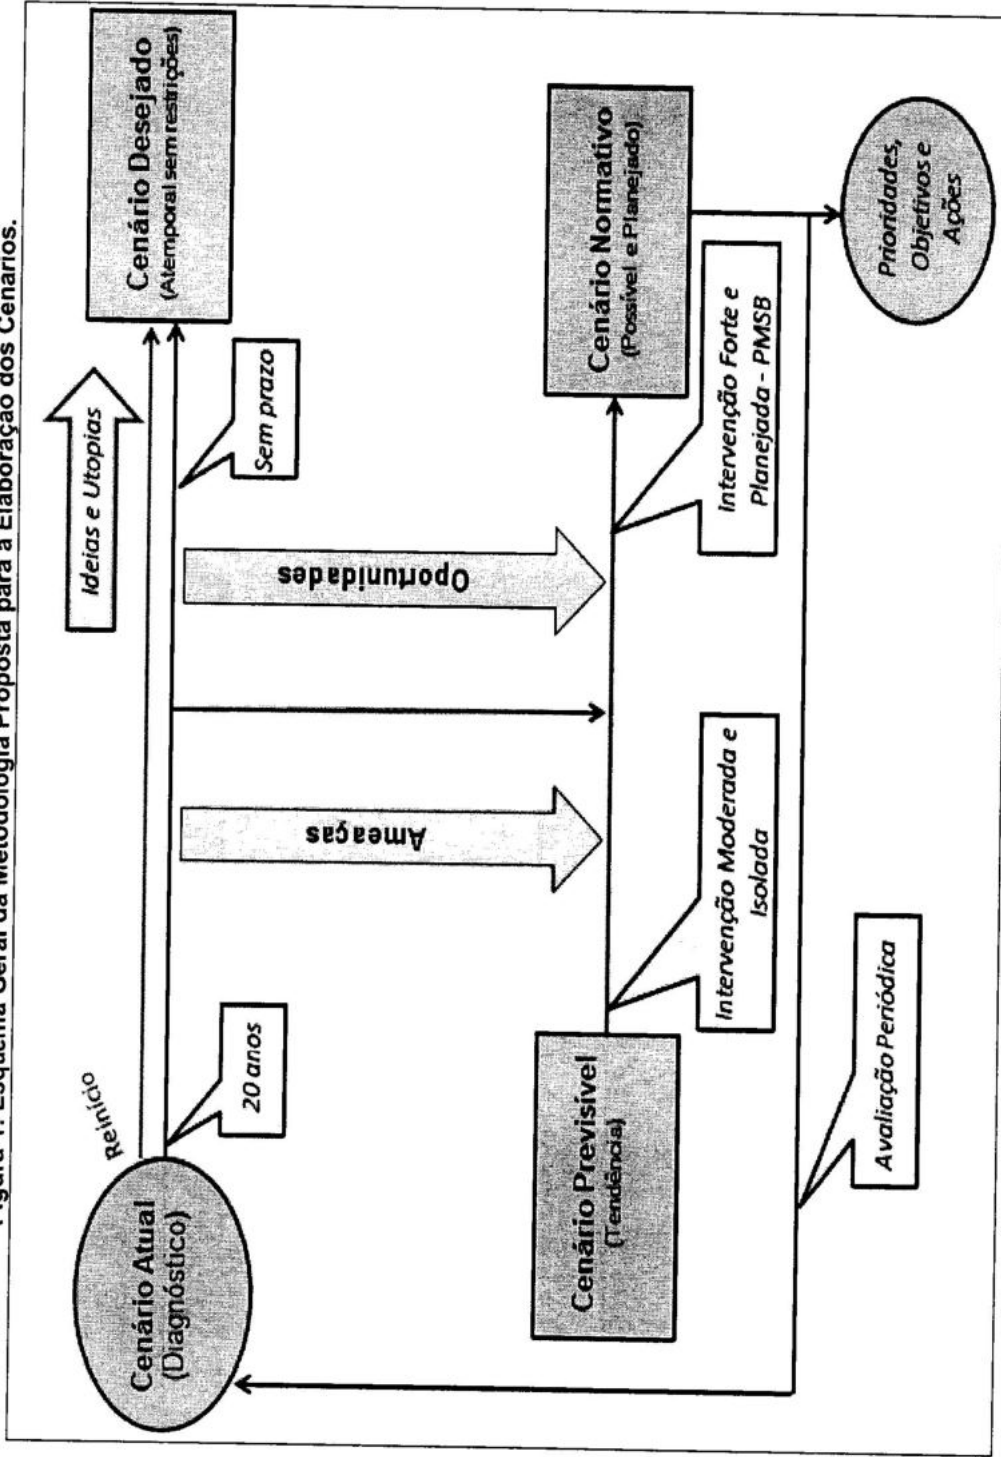 Esquema Geral da Metodologia Proposta para a Elaboração dos Cenários.
Cenário Atual
(Diagnóstico)
Reinício
20 anos
Ideias e Utopias
Sem prazo
Cenário Desejado
(Atemporal sem restrições)
Ameaças
Oportunidades
Cenário Previsível
(Tendência)
Intervenção Moderada e
Isolada
Intervenção Forte e
Planejada - PMSB
Cenário Normativo
(Possível e Planejado)
Avaliação Periódica
Prioridades,
Objetivos e
Ações